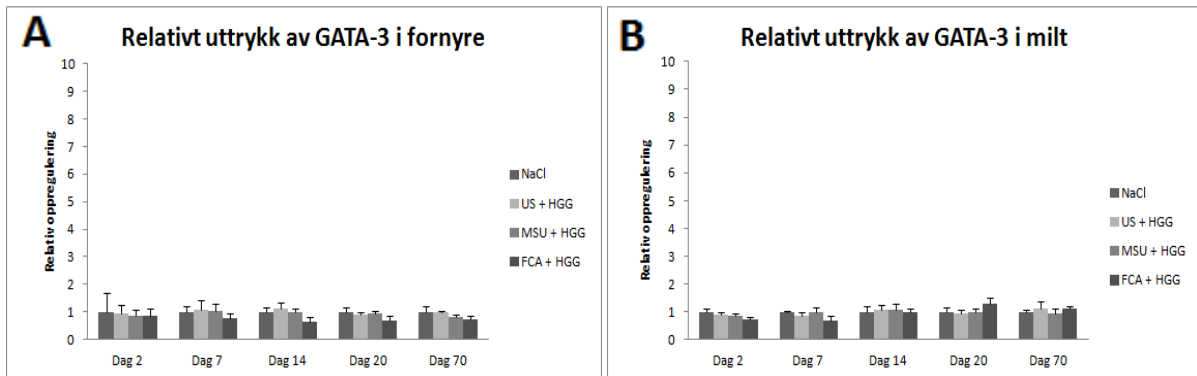 A
Relativt uttrykk av GATA-3 i fornyre
Relativ oppregulering
10
9
8
7
6
5
4
3
2
1
0
Dag 2 Dag 7 Dag 14 Dag 20 Dag 70
NaCl
US + HGG
MSU + HGG
FCA + HGG
B
Relativt uttrykk av GATA-3 i milt
Relativ oppregulering
10
9
8
7
6
5
4
3
2
1
0
Dag 2 Dag 7 Dag 14 Dag 20 Dag 70
NaCl
US + HGG
MSU + HGG
FCA + HGG